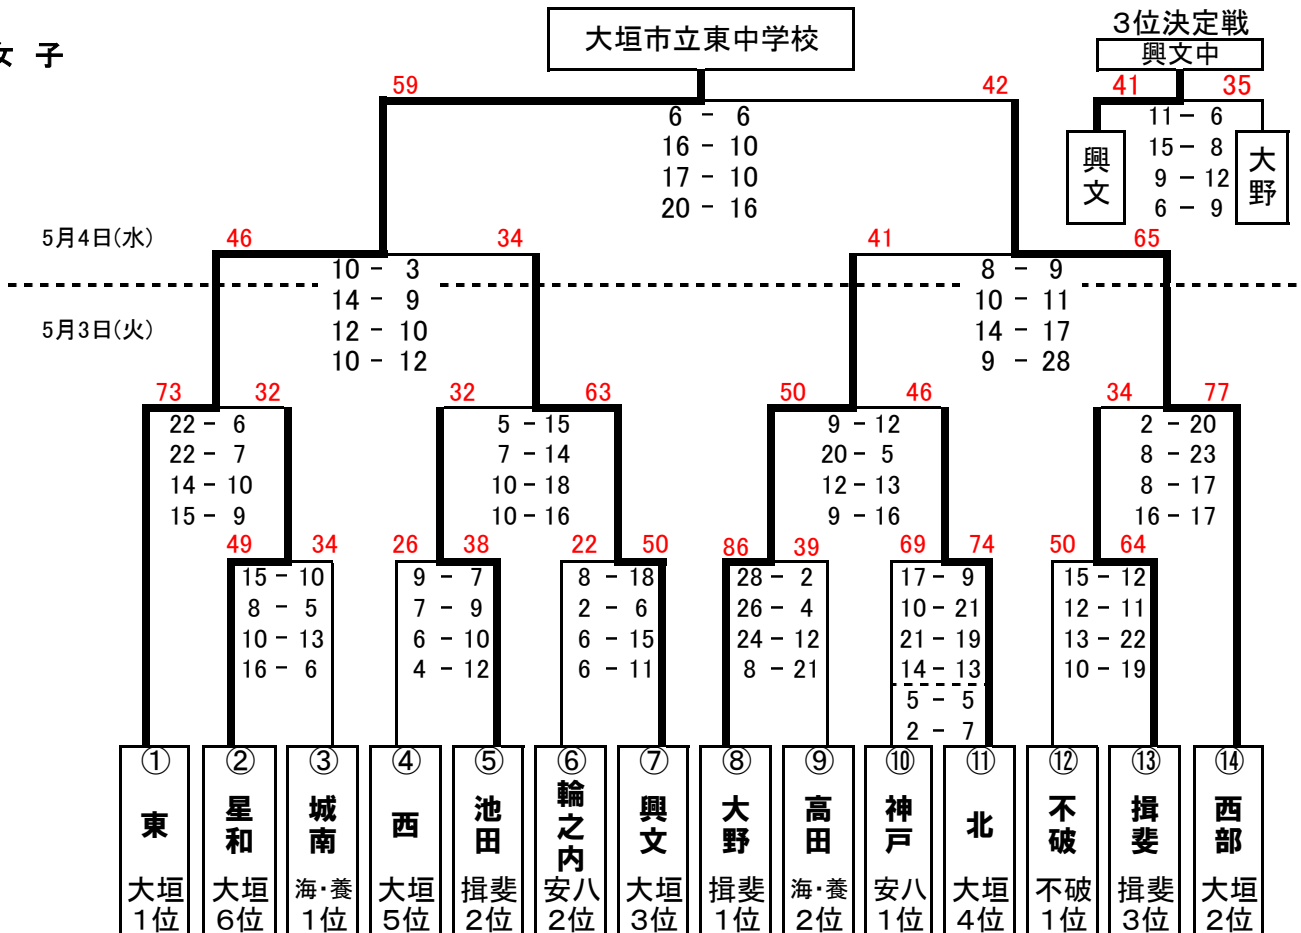 女 子
大垣市立東中学校
3位決定戦
興文中
59
42
41
35
6 - 6
16 - 10
17 - 10
20 - 16
11 - 6
15 - 8
9 - 12
6 - 9
興文
大野
5月4日(水)
46
34
41
65
10 - 3
14 - 9
12 - 10
10 - 12
8 - 9
10 - 11
14 - 17
9 - 28
5月3日(火)
73
32
32
63
50
46
34
77
22 - 6
22 - 7
14 - 10
15 - 9
5 - 15
7 - 14
10 - 18
10 - 16
9 - 12
20 - 5
12 - 13
9 - 16
2 - 20
8 - 23
8 - 17
16 - 17
49
34
26
38
22
50
86
39
69
74
50
64
15 - 10
8 - 5
10 - 13
16 - 6
9 - 7
7 - 9
6 - 10
4 - 12
8 - 18
2 - 6
6 - 15
6 - 11
28 - 2
26 - 4
24 - 12
8 - 21
17 - 9
10 - 21
21 - 19
14 - 13
5 - 5
2 - 7
15 - 12
12 - 11
13 - 22
10 - 19
①
東
大垣
1位
②
星和
大垣
6位
③
城南
海・養
1位
④
西
大垣
5位
⑤
池田
揖斐
2位
⑥
輪之内
安八
2位
⑦
興文
大垣
3位
⑧
大野
揖斐
1位
⑨
高田
海・養
2位
⑩
神戸
安八
1位
⑪
北
大垣
4位
⑫
不破
不破
1位
⑬
揖斐
揖斐
3位
⑭
西部
大垣
2位